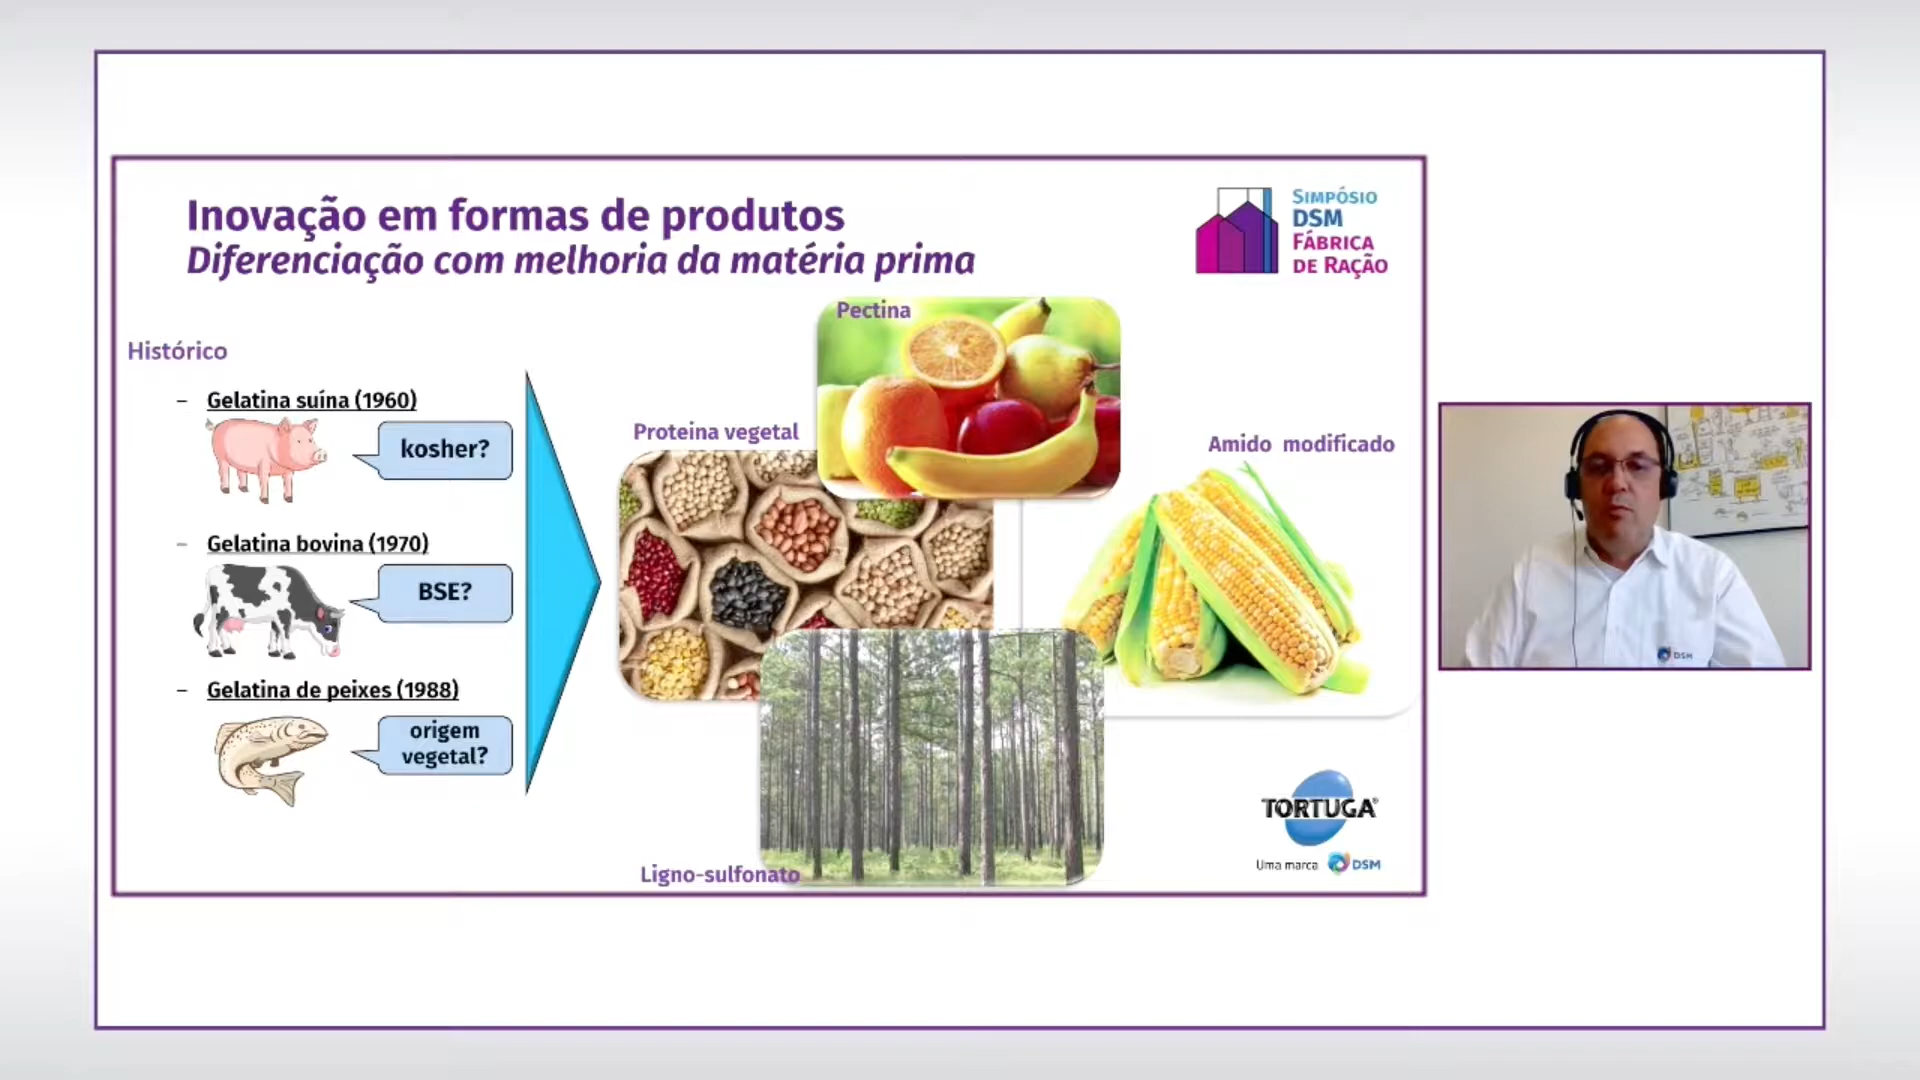 Inovação em formas de produtos
Diferenciação com melhoria da matéria prima
SIMPÓSIO
DSM
FÁBRICA
DE RAÇÃO
Histórico
– Gelatina suína (1960)
kosher?
– Gelatina bovina (1970)
BSE?
– Gelatina de peixes (1988)
origem
vegetal?
Pectina
Proteina vegetal
Amido modificado
Ligno-sulfonato
TORTUGA®
Uma marca DSM
DSM